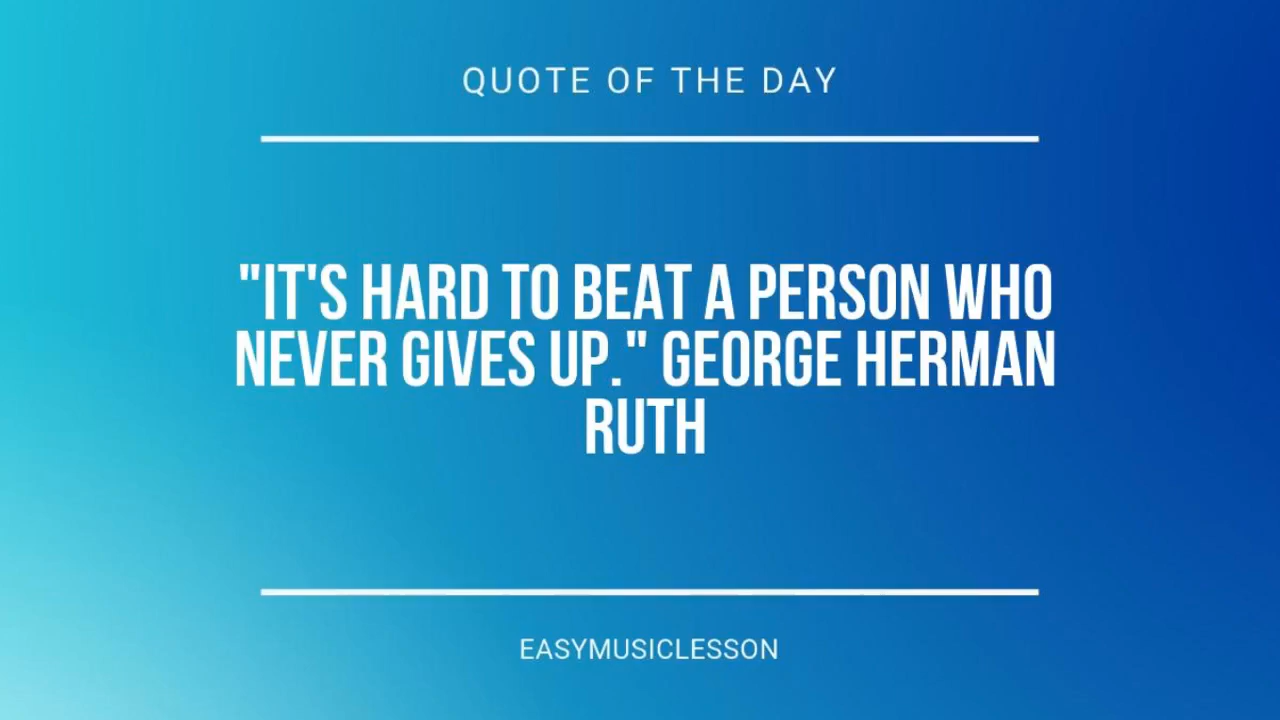 QUOTE OF THE DAY
"IT'S HARD TO BEAT A PERSON WHO
NEVER GIVES UP." GEORGE HERMAN
RUTH
EASYMUSICLESSON